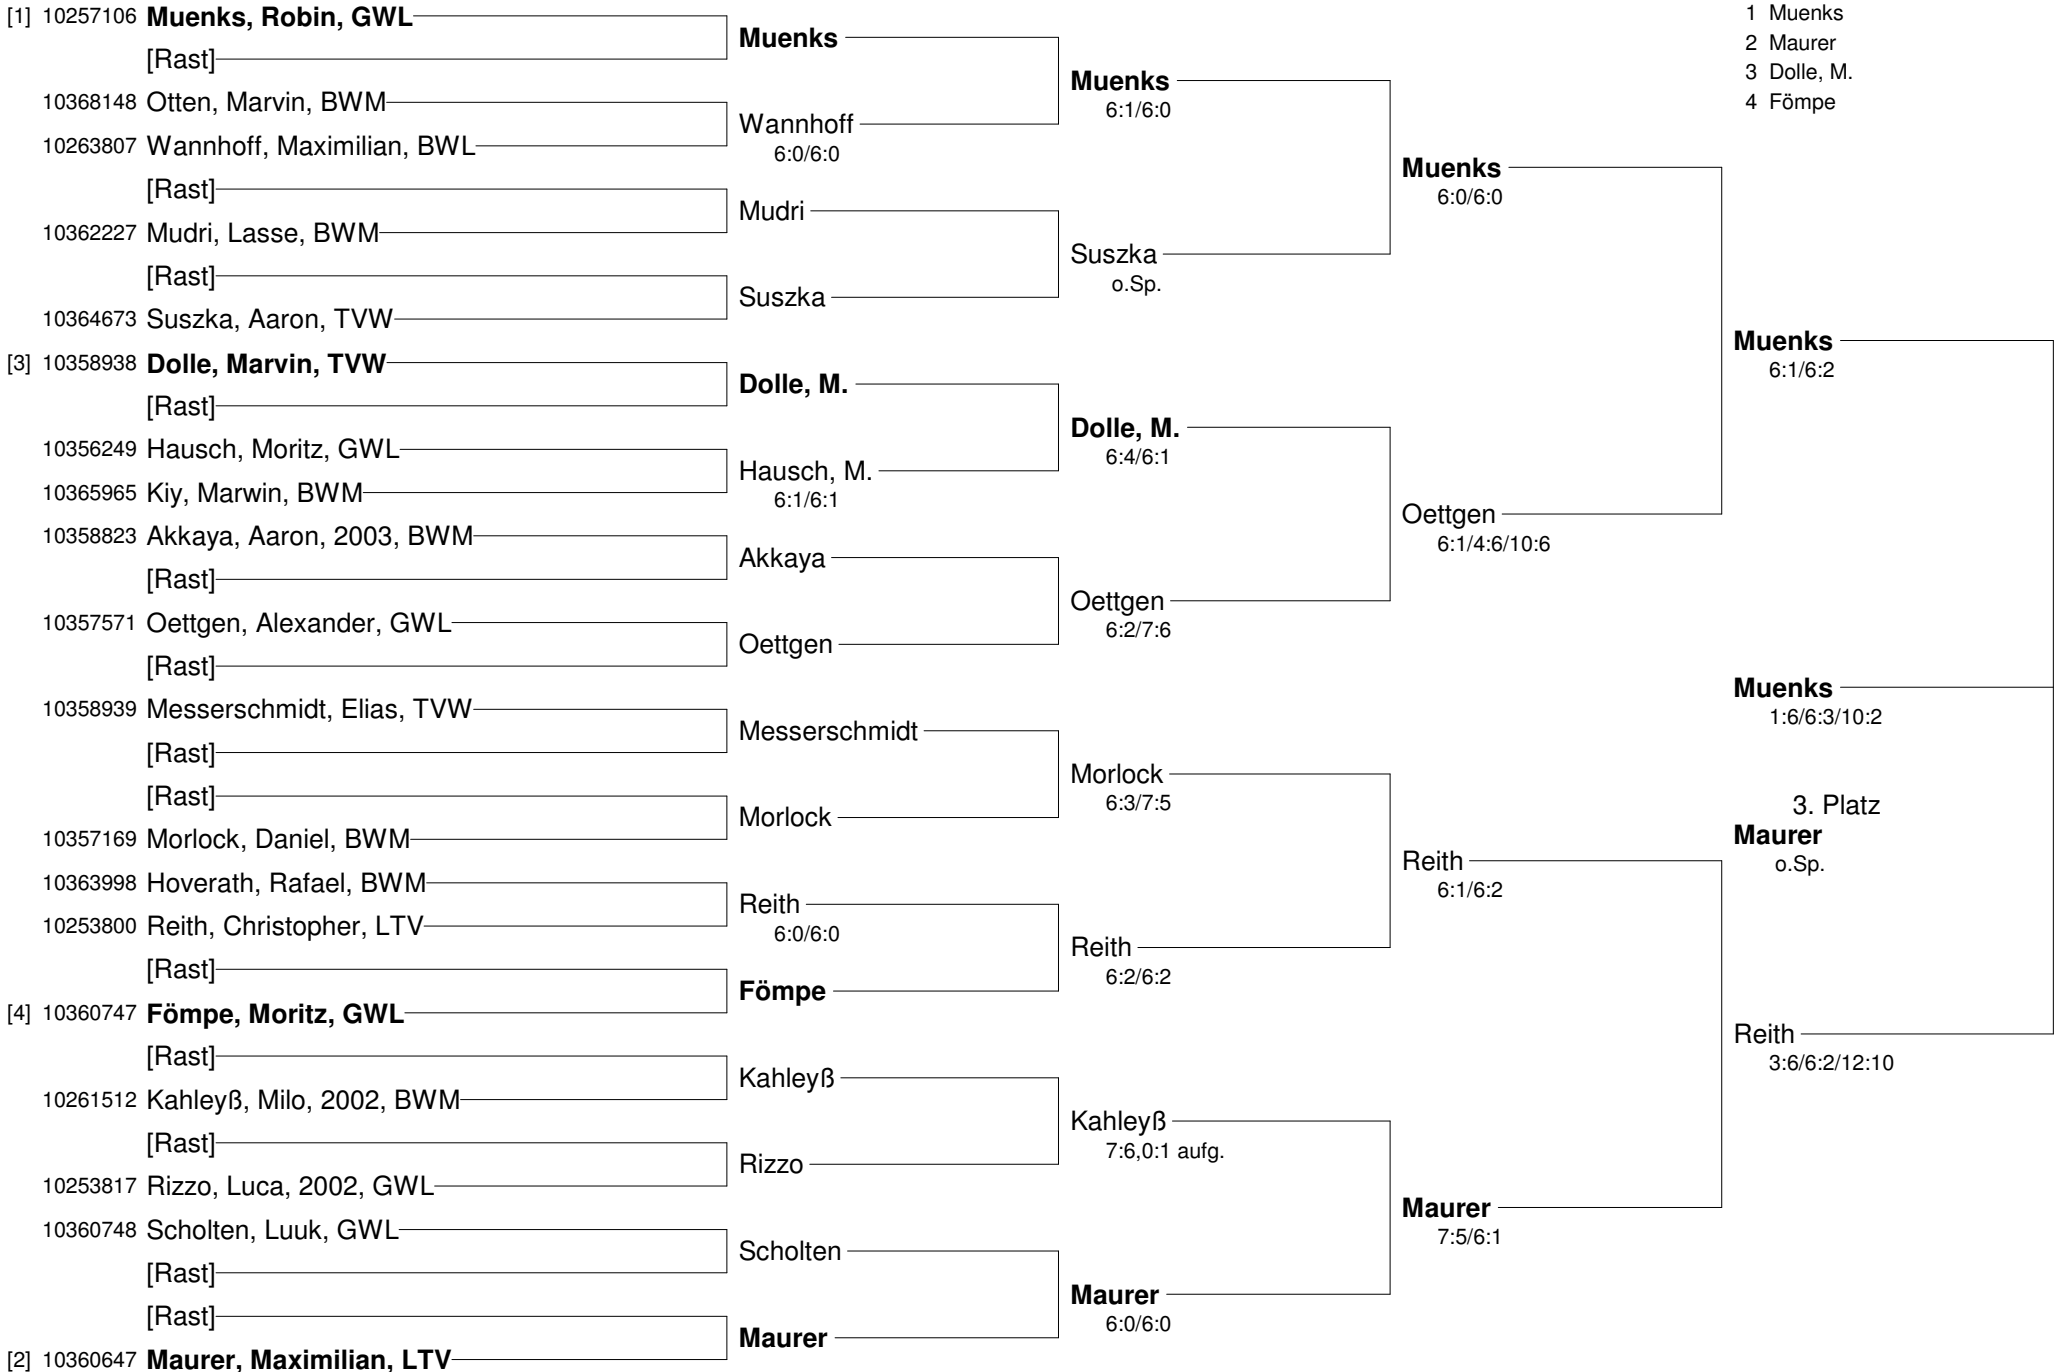 [1] 10257106 Muenks, Robin, GWL
[Rast]
10368148 Otten, Marvin, BWM
10263807 Wannhoff, Maximilian, BWL
[Rast]
10362227 Mudri, Lasse, BWM
[Rast]
10364673 Suszka, Aaron, TVW
[3] 10358938 Dolle, Marvin, TVW
[Rast]
10356249 Hausch, Moritz, GWL
10365965 Kiy, Marwin, BWM
10358823 Akkaya, Aaron, 2003, BWM
[Rast]
10357571 Oettgen, Alexander, GWL
[Rast]
10358939 Messerschmidt, Elias, TVW
[Rast]
[Rast]
10357169 Morlock, Daniel, BWM
10363998 Hoverath, Rafael, BWM
10253800 Reith, Christopher, LTV
[Rast]
[4] 10360747 Fömpe, Moritz, GWL
[Rast]
10261512 Kahleyß, Milo, 2002, BWM
[Rast]
10253817 Rizzo, Luca, 2002, GWL
10360748 Scholten, Luuk, GWL
[Rast]
[Rast]
[2] 10360647 Maurer, Maximilian, LTV
Muenks
Wannhoff
6:0/6:0
Mudri
Suszka
Dolle, M.
Hausch, M.
6:1/6:1
Akkaya
Oettgen
Messerschmidt
Morlock
Reith
6:0/6:0
Fömpe
Kahleyß
Rizzo
Scholten
Maurer
Muenks
6:1/6:0
Suszka
o.Sp.
Dolle, M.
6:4/6:1
Oettgen
6:2/7:6
Morlock
6:3/7:5
Reith
6:2/6:2
Kahleyß
7:6,0:1 aufg.
Maurer
6:0/6:0
Muenks
6:0/6:0
Oettgen
6:1/4:6/10:6
Reith
6:1/6:2
Maurer
7:5/6:1
1 Muenks
2 Maurer
3 Dolle, M.
4 Fömpe
Muenks
6:1/6:2
Muenks
1:6/6:3/10:2
3. Platz
Maurer
o.Sp.
Reith
3:6/6:2/12:10